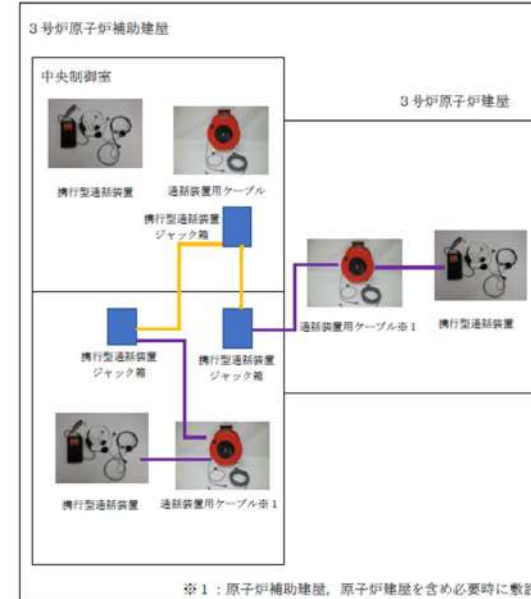 3号炉原子炉補助建屋
中央制御室
3号炉原子炉建屋
携行型通話装置
通話装置用ケーブル
携行型通話装置
ジャック箱
通話装置用ケーブル※1
携行型通話装置
携行型通話装置
ジャック箱
携行型通話装置
ジャック箱
携行型通話装置
通話装置用ケーブル※1
※1：原子炉補助建屋，原子炉建屋を含め必要時に敷